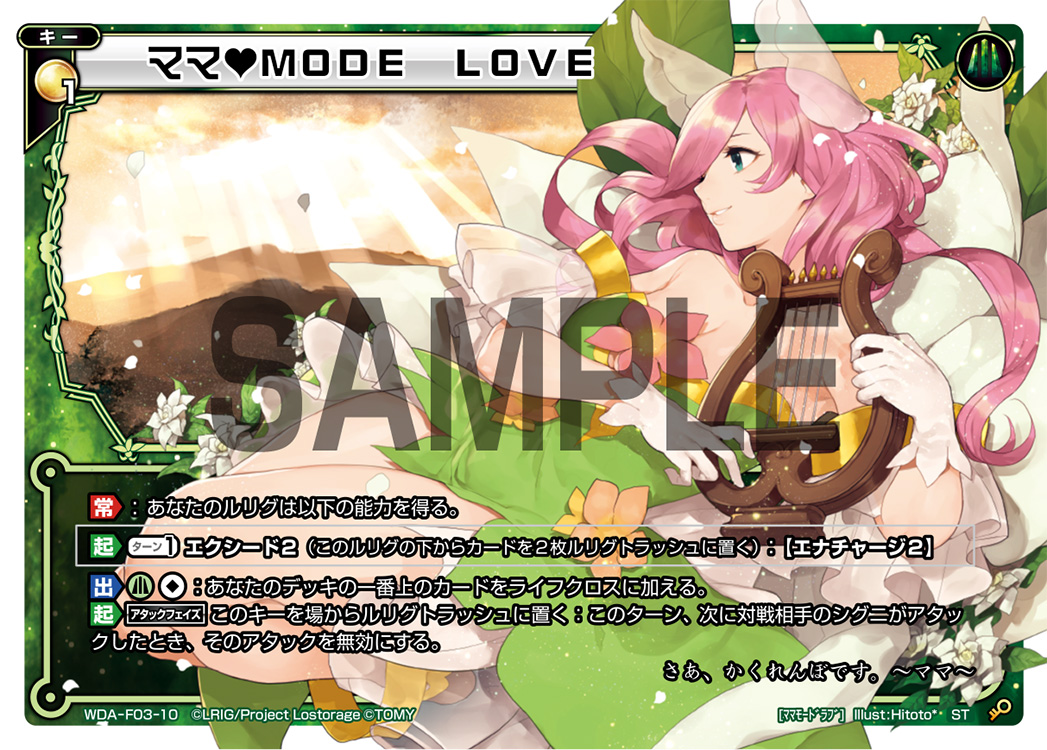 キー
ママ♥MODE LOVE
1
SAMPLE
常：あなたのルリグは以下の能力を得る。
起 ターン1 エクシード2（このルリグの下からカードを2枚ルリグトラッシュに置く）：［エナチャージ2］
出：あなたのデッキの一番上のカードをライフクロスに加える。
起 アタックフェイズ このキーを場からルリグトラッシュに置く：このターン、次に対戦相手のシグニがアタッ
クしたとき、そのアタックを無効にする。
さあ、かくれんぼです。～ママ～
WDA-F03-10 ©LRIG/Project Lostorage ©TOMY [ﾏﾏﾓｰﾄﾞﾗﾌﾞ] Illust:Hitoto* ST